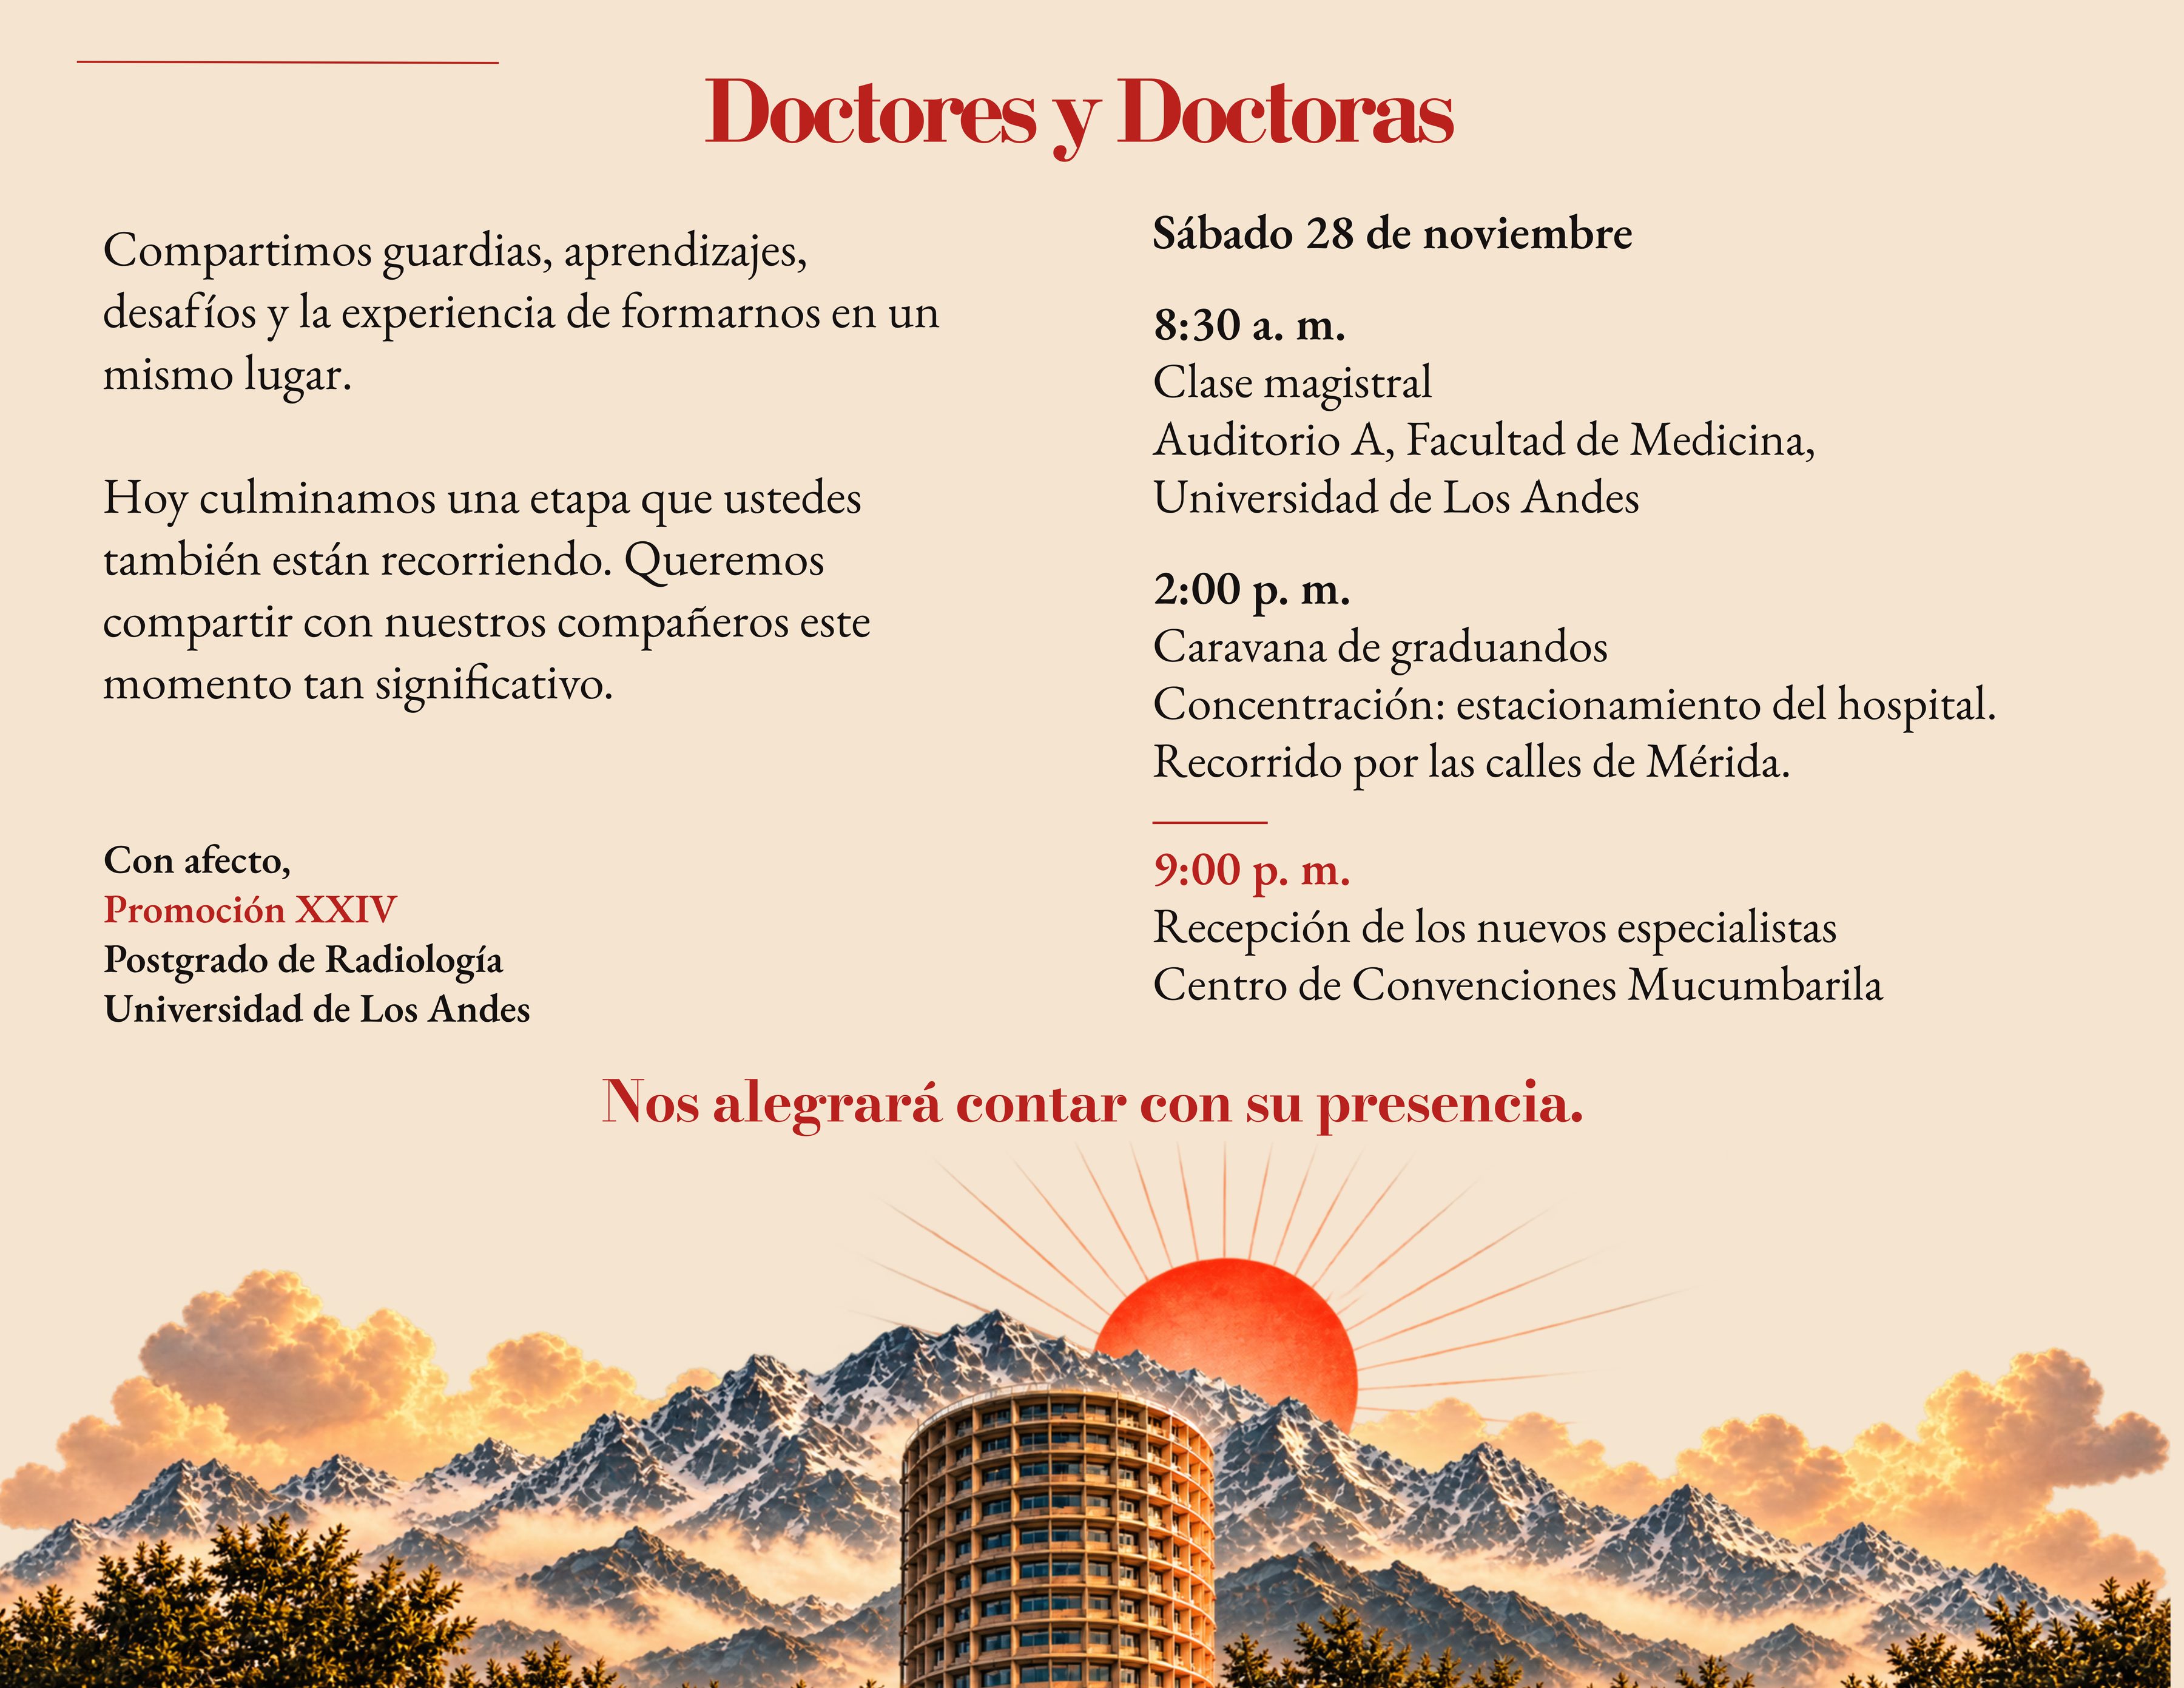 Doctores y Doctoras
Compartimos guardias, aprendizajes,
desafíos y la experiencia de formarnos en un
mismo lugar.
Hoy culminamos una etapa que ustedes
también están recorriendo. Queremos
compartir con nuestros compañeros este
momento tan significativo.
Con afecto,
Promoción XXIV
Postgrado de Radiología
Universidad de Los Andes
Sábado 28 de noviembre
8:30 a. m.
Clase magistral
Auditorio A, Facultad de Medicina,
Universidad de Los Andes
2:00 p. m.
Caravana de graduandos
Concentración: estacionamiento del hospital.
Recorrido por las calles de Mérida.
9:00 p. m.
Recepción de los nuevos especialistas
Centro de Convenciones Mucumbarila
Nos alegrará contar con su presencia.